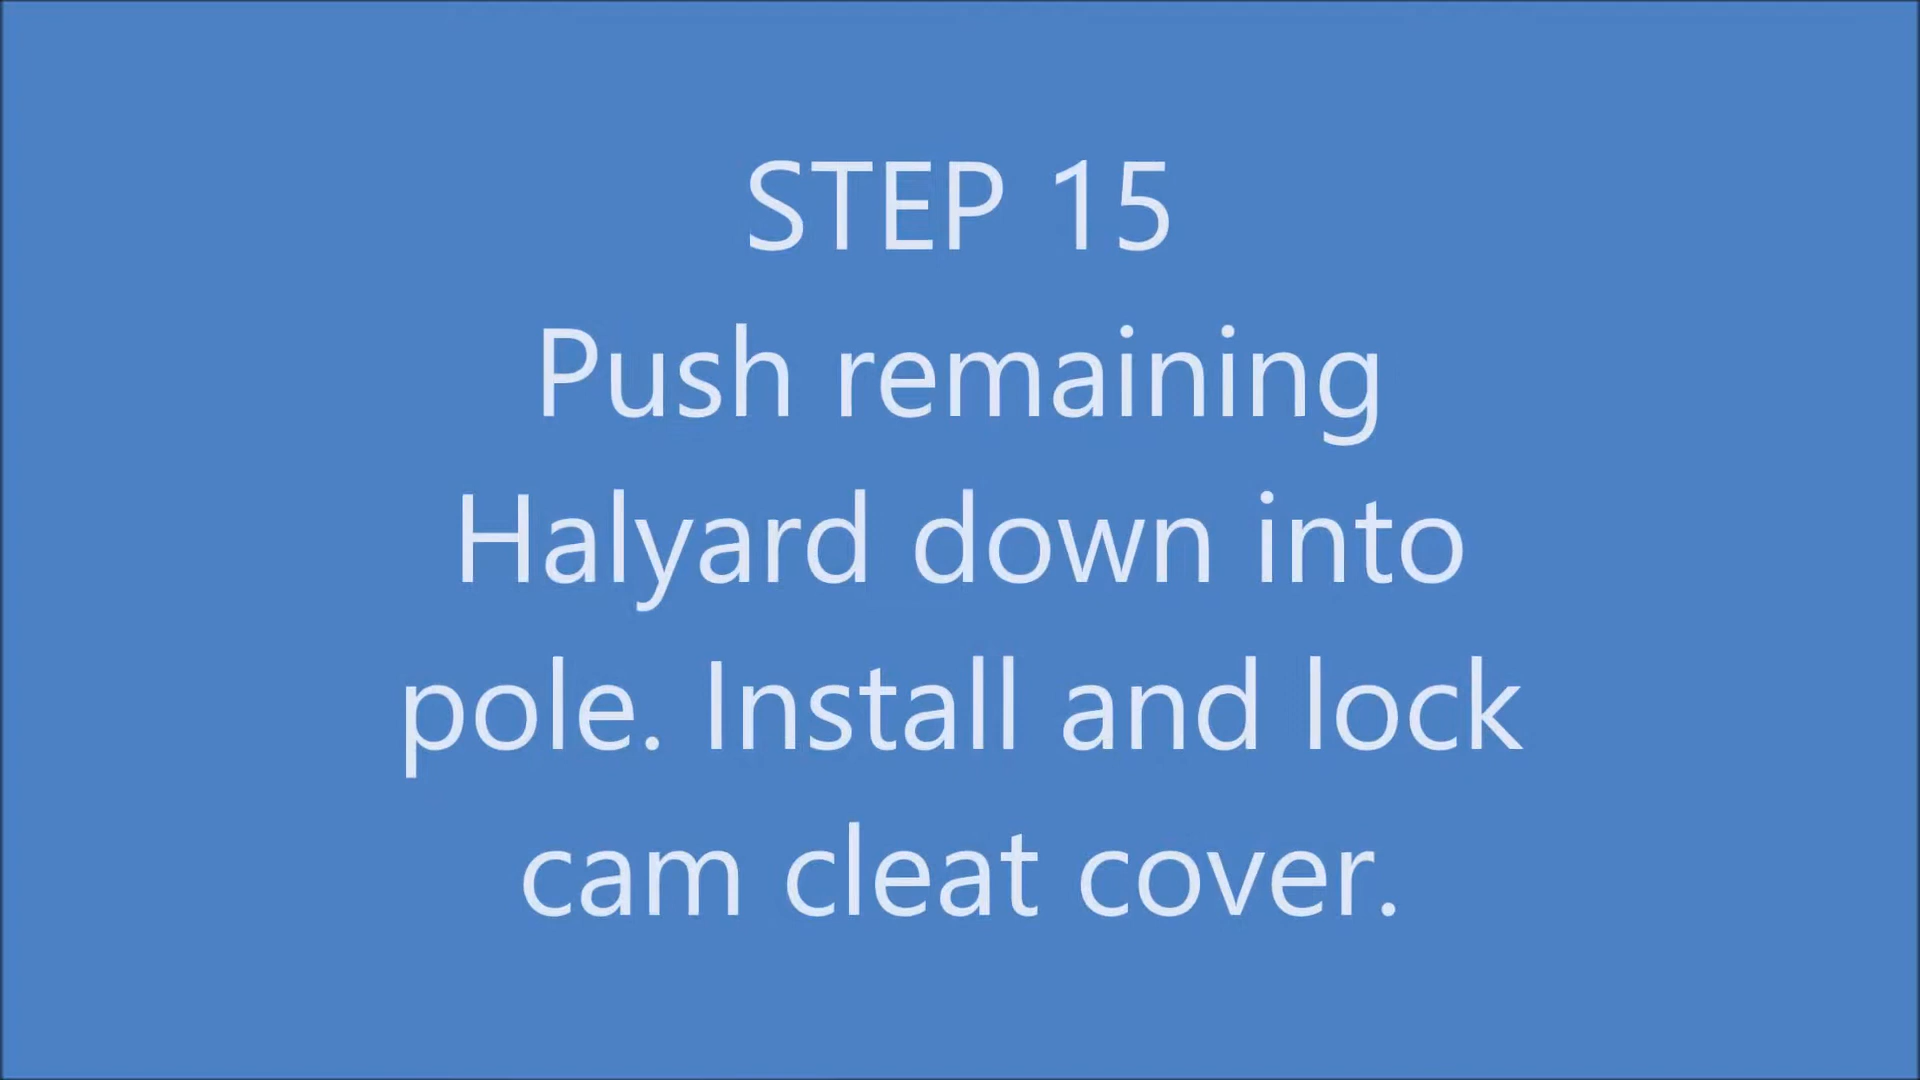 STEP 15
Push remaining
Halyard down into
pole. Install and lock
cam cleat cover.